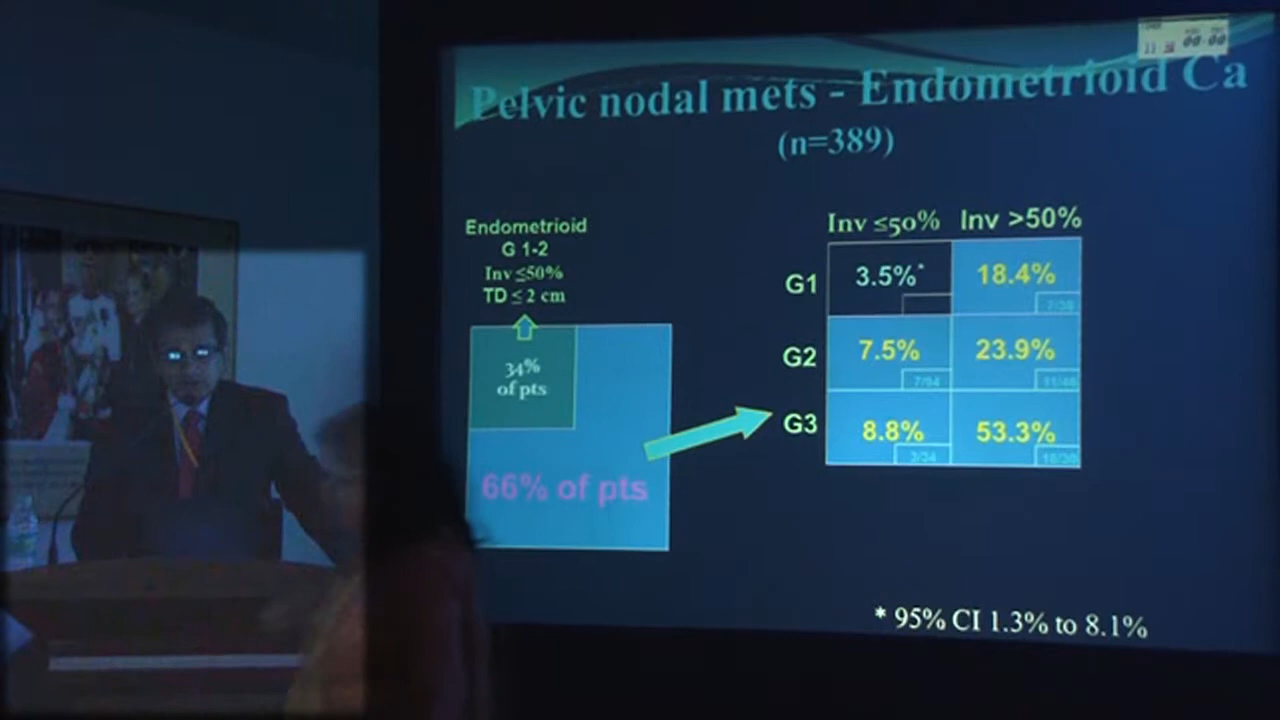 Pelvic nodal mets - Endometrioid Ca
(n=389)
Endometrioid
G 1-2
Inv ≤50%
TD ≤ 2 cm
34%
of pts
66% of pts
Inv ≤50% Inv >50%
G1 3.5%* 18.4%
7/38
G2 7.5% 23.9%
7/94 11/46
G3 8.8% 53.3%
3/34
* 95% CI 1.3% to 8.1%
00 00